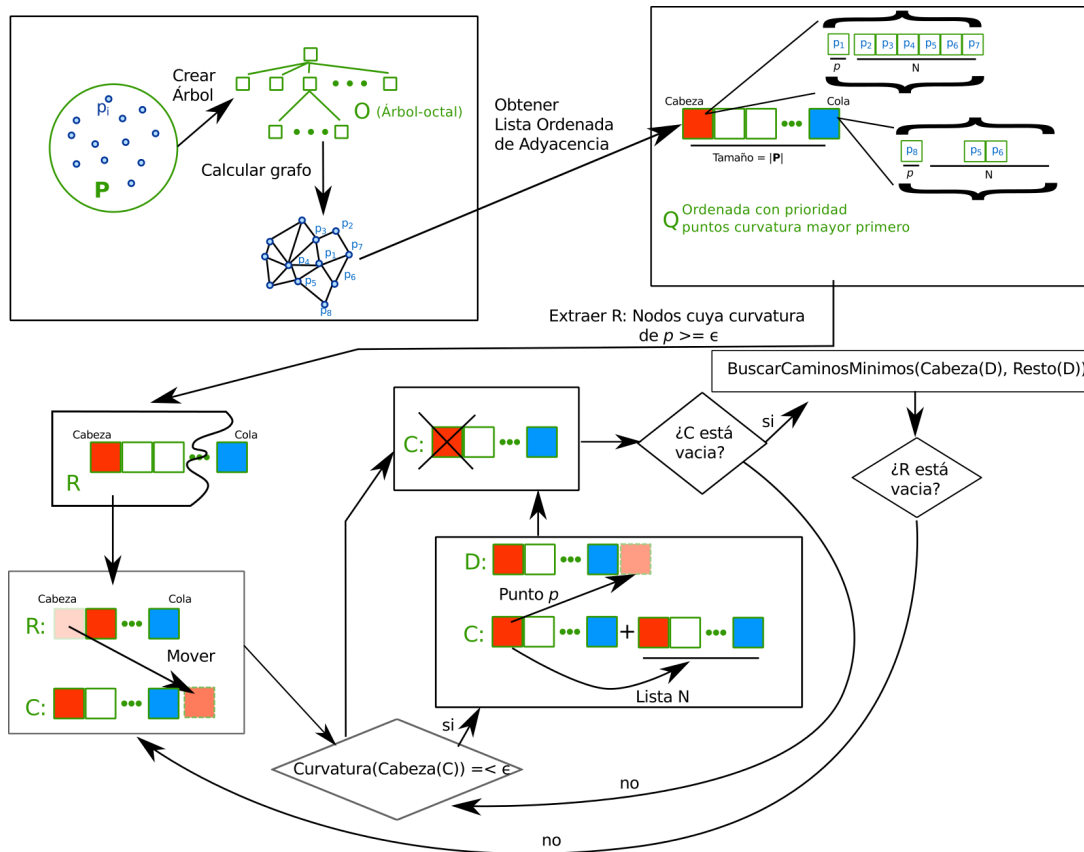 Crear
Árbol
pi
P
O (Árbol-octal)
Calcular grafo
p3
p2
p4
p1
p7
p5
p6
p8
Obtener
Lista Ordenada
de Adyacencia
p1 p2 p3 p4 p5 p6 p7
p N
Cabeza
Cola
Tamaño = |P|
p8 p5 p6
p N
Q Ordenada con prioridad
puntos curvatura mayor primero
Extraer R: Nodos cuya curvatura
de p >= ϵ
BuscarCaminosMinimos(Cabeza(D), Resto(D))
Cabeza
Cola
R
C:
¿C está
vacia?
si
¿R está
vacia?
Cabeza
Cola
R:
Mover
C:
D:
Punto p
C:
+
Lista N
si
Curvatura(Cabeza(C)) =< ϵ
no
no